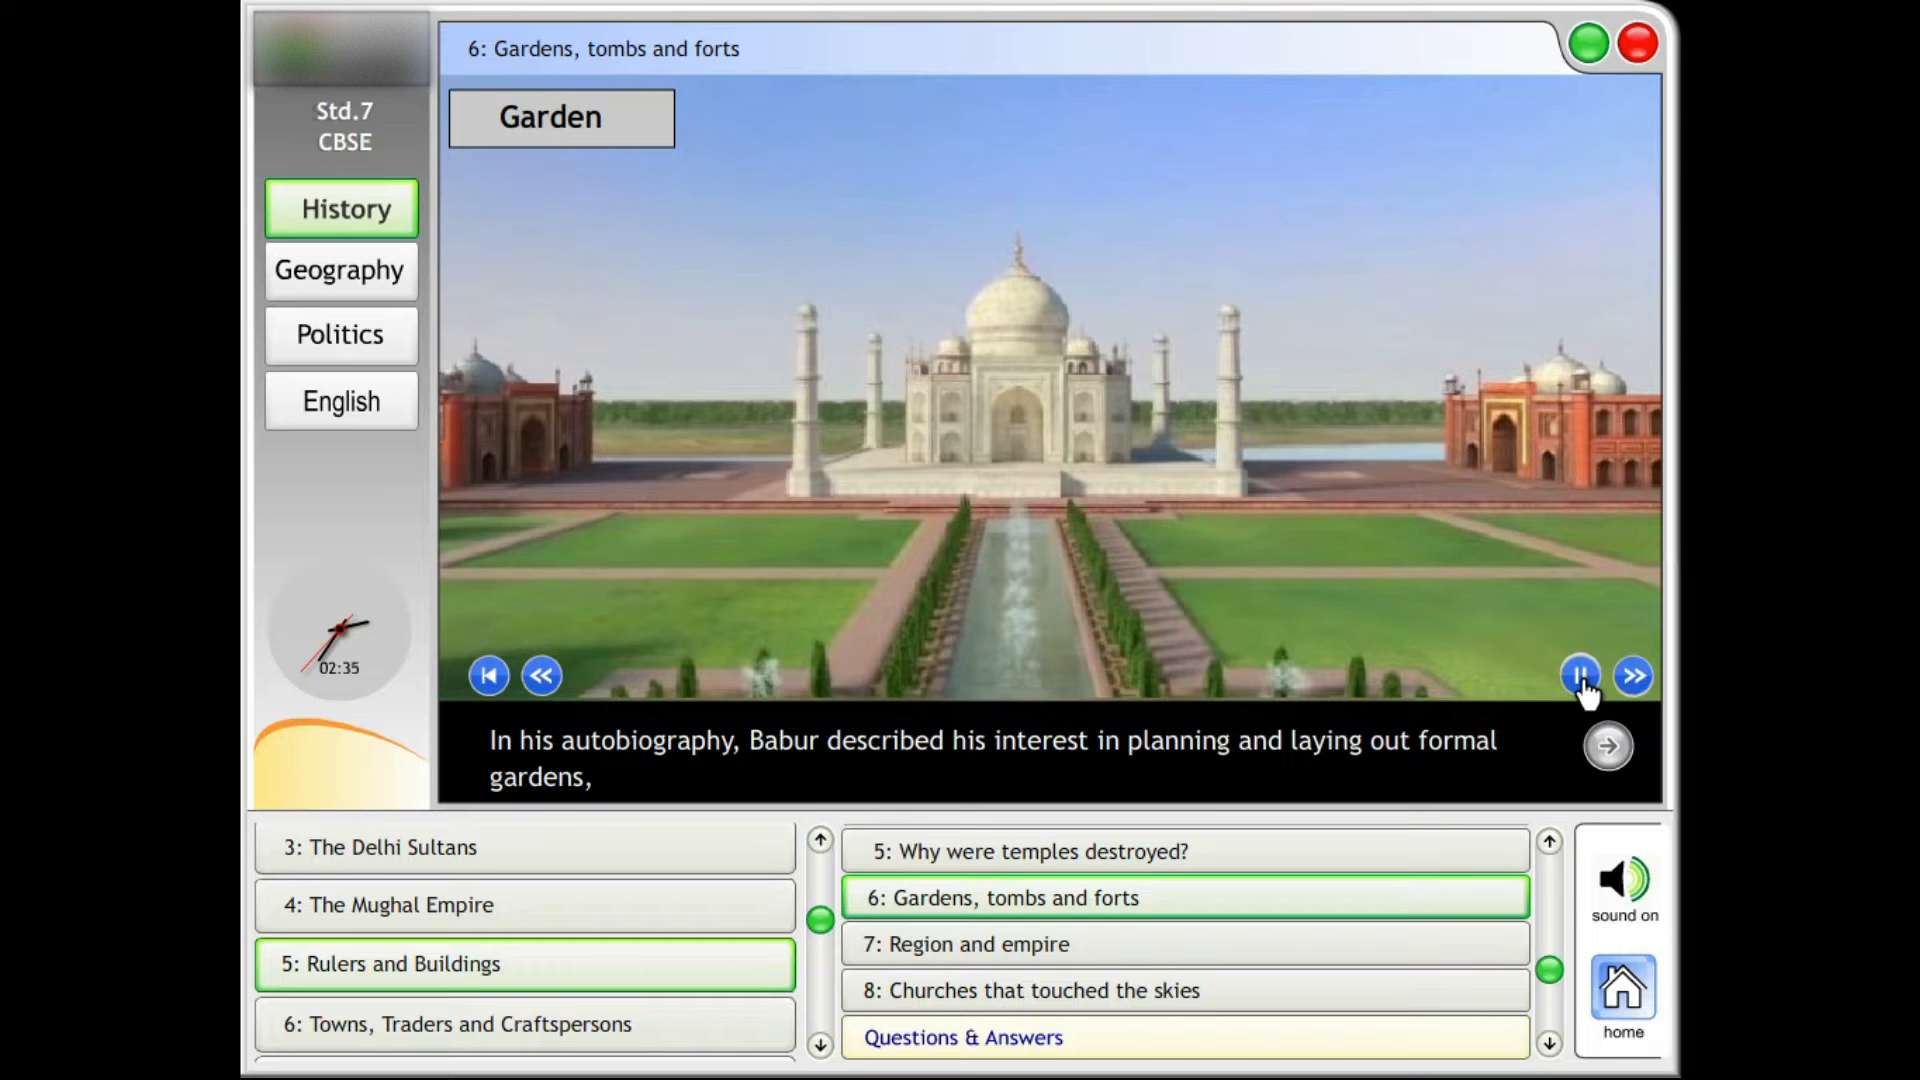 6: Gardens, tombs and forts
Garden
Std.7
CBSE
History
Geography
Politics
English
02:35
In his autobiography, Babur described his interest in planning and laying out formal
gardens,
3: The Delhi Sultans
4: The Mughal Empire
5: Rulers and Buildings
6: Towns, Traders and Craftspersons
5: Why were temples destroyed?
6: Gardens, tombs and forts
7: Region and empire
8: Churches that touched the skies
Questions & Answers
sound on
home